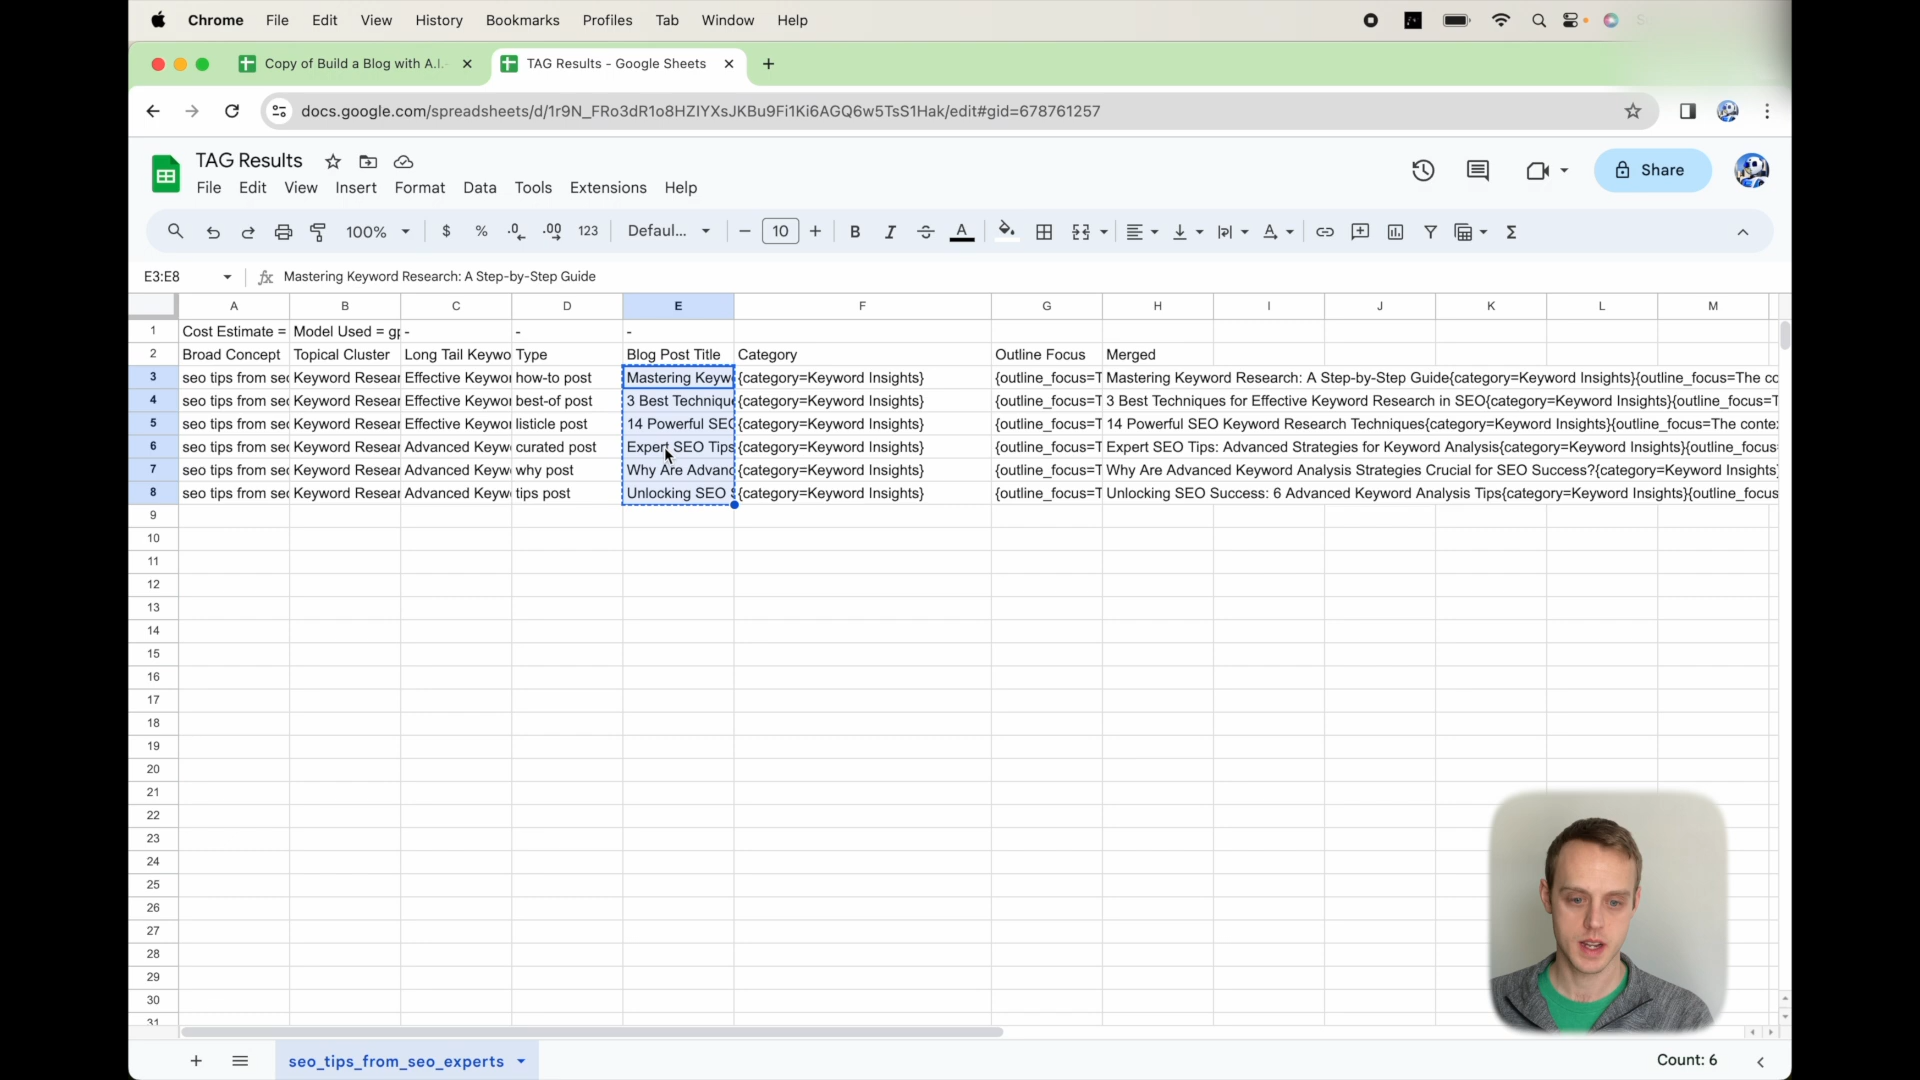 Chrome File Edit View History Bookmarks Profiles Tab Window Help
Copy of Build a Blog with A.I. TAG Results - Google Sheets
docs.google.com/spreadsheets/d/1r9N_FRo3dR1o8HZIYXsJKBu9Fi1Ki6AGQ6w5TsS1Hak/edit#gid=678761257
TAG Results
File Edit View Insert Format Data Tools Extensions Help
Share
100% $ % .0 .00 123 Defaul... 10 B I S A
E3:E8 fx Mastering Keyword Research: A Step-by-Step Guide
A B C D E F G H I J K L M
1 Cost Estimate = Model Used = gp - - -
2 Broad Concept Topical Cluster Long Tail Keywo Type Blog Post Title Category Outline Focus Merged
3 seo tips from seo Keyword Resear Effective Keywor how-to post Mastering Keywo {category=Keyword Insights} {outline_focus=T Mastering Keyword Research: A Step-by-Step Guide{category=Keyword Insights}{outline_focus=The co
4 seo tips from seo Keyword Resear Effective Keywor best-of post 3 Best Technique {category=Keyword Insights} {outline_focus=T 3 Best Techniques for Effective Keyword Research in SEO{category=Keyword Insights}{outline_focus=T
5 seo tips from seo Keyword Resear Effective Keywor listicle post 14 Powerful SEO {category=Keyword Insights} {outline_focus=T 14 Powerful SEO Keyword Research Techniques{category=Keyword Insights}{outline_focus=The conte
6 seo tips from seo Keyword Resear Advanced Keyw curated post Expert SEO Tips {category=Keyword Insights} {outline_focus=T Expert SEO Tips: Advanced Strategies for Keyword Analysis{category=Keyword Insights}{outline_focus=
7 seo tips from seo Keyword Resear Advanced Keyw why post Why Are Advanc {category=Keyword Insights} {outline_focus=T Why Are Advanced Keyword Analysis Strategies Crucial for SEO Success?{category=Keyword Insights}
8 seo tips from seo Keyword Resear Advanced Keyw tips post Unlocking SEO S {category=Keyword Insights} {outline_focus=T Unlocking SEO Success: 6 Advanced Keyword Analysis Tips{category=Keyword Insights}{outline_focus
9
10
11
12
13
14
15
16
17
18
19
20
21
22
23
24
25
26
27
28
29
30
31
seo_tips_from_seo_experts Count: 6